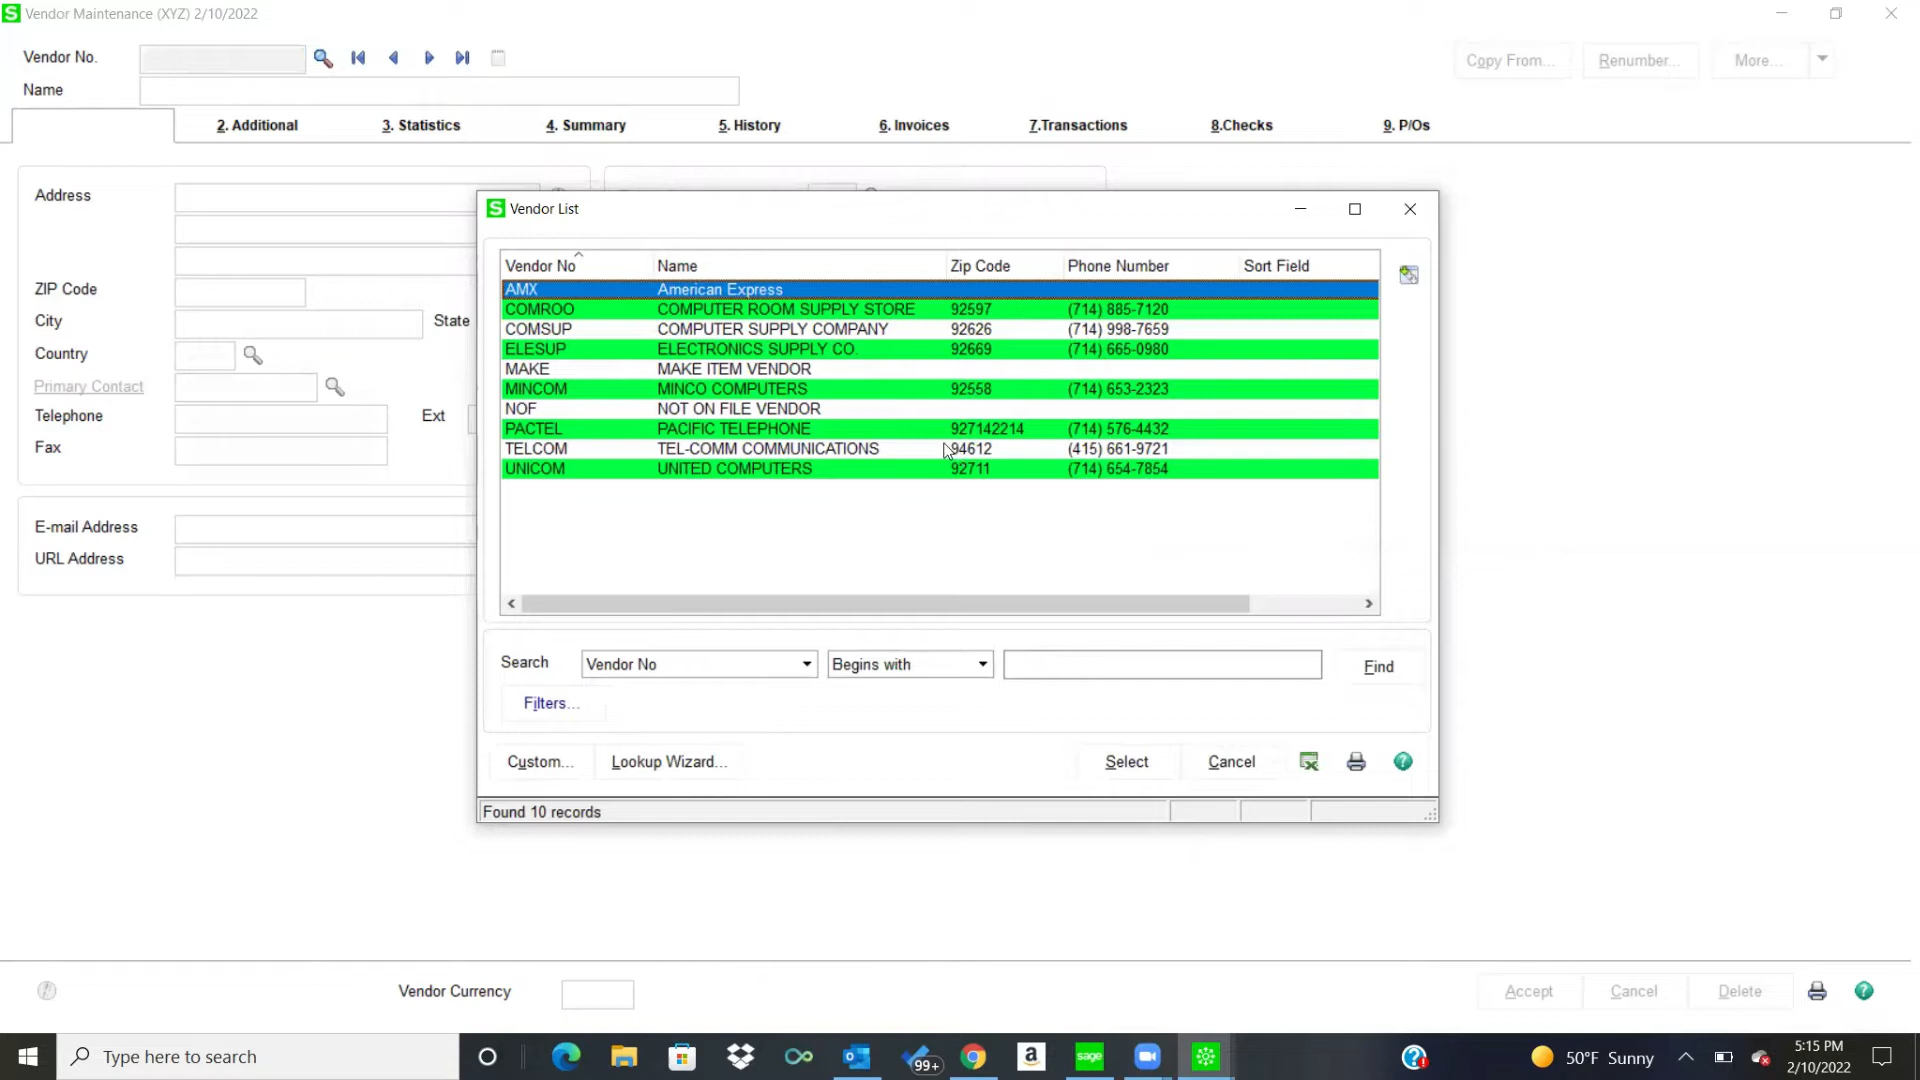 S Vendor Maintenance (XYZ) 2/10/2022
Vendor No.
Copy From... Renumber... More...
Name
2. Additional 3. Statistics 4. Summary 5. History 6. Invoices 7.Transactions 8.Checks 9. P/Os
Address
ZIP Code
City State
Country
Primary Contact
Telephone Ext
Fax
E-mail Address
URL Address
S Vendor List
Vendor No Name Zip Code Phone Number Sort Field
AMX American Express
COMROO COMPUTER ROOM SUPPLY STORE 92597 (714) 885-7120
COMSUP COMPUTER SUPPLY COMPANY 92626 (714) 998-7659
ELESUP ELECTRONICS SUPPLY CO. 92669 (714) 665-0980
MAKE MAKE ITEM VENDOR
MINCOM MINCO COMPUTERS 92558 (714) 653-2323
NOF NOT ON FILE VENDOR
PACTEL PACIFIC TELEPHONE 927142214 (714) 576-4432
TELCOM TEL-COMM COMMUNICATIONS 94612 (415) 661-9721
UNICOM UNITED COMPUTERS 92711 (714) 654-7854
Search Vendor No Begins with Find
Filters...
Custom... Lookup Wizard... Select Cancel
Found 10 records
Vendor Currency Accept Cancel Delete
Type here to search 99+ a sage 50°F Sunny 5:15 PM
2/10/2022